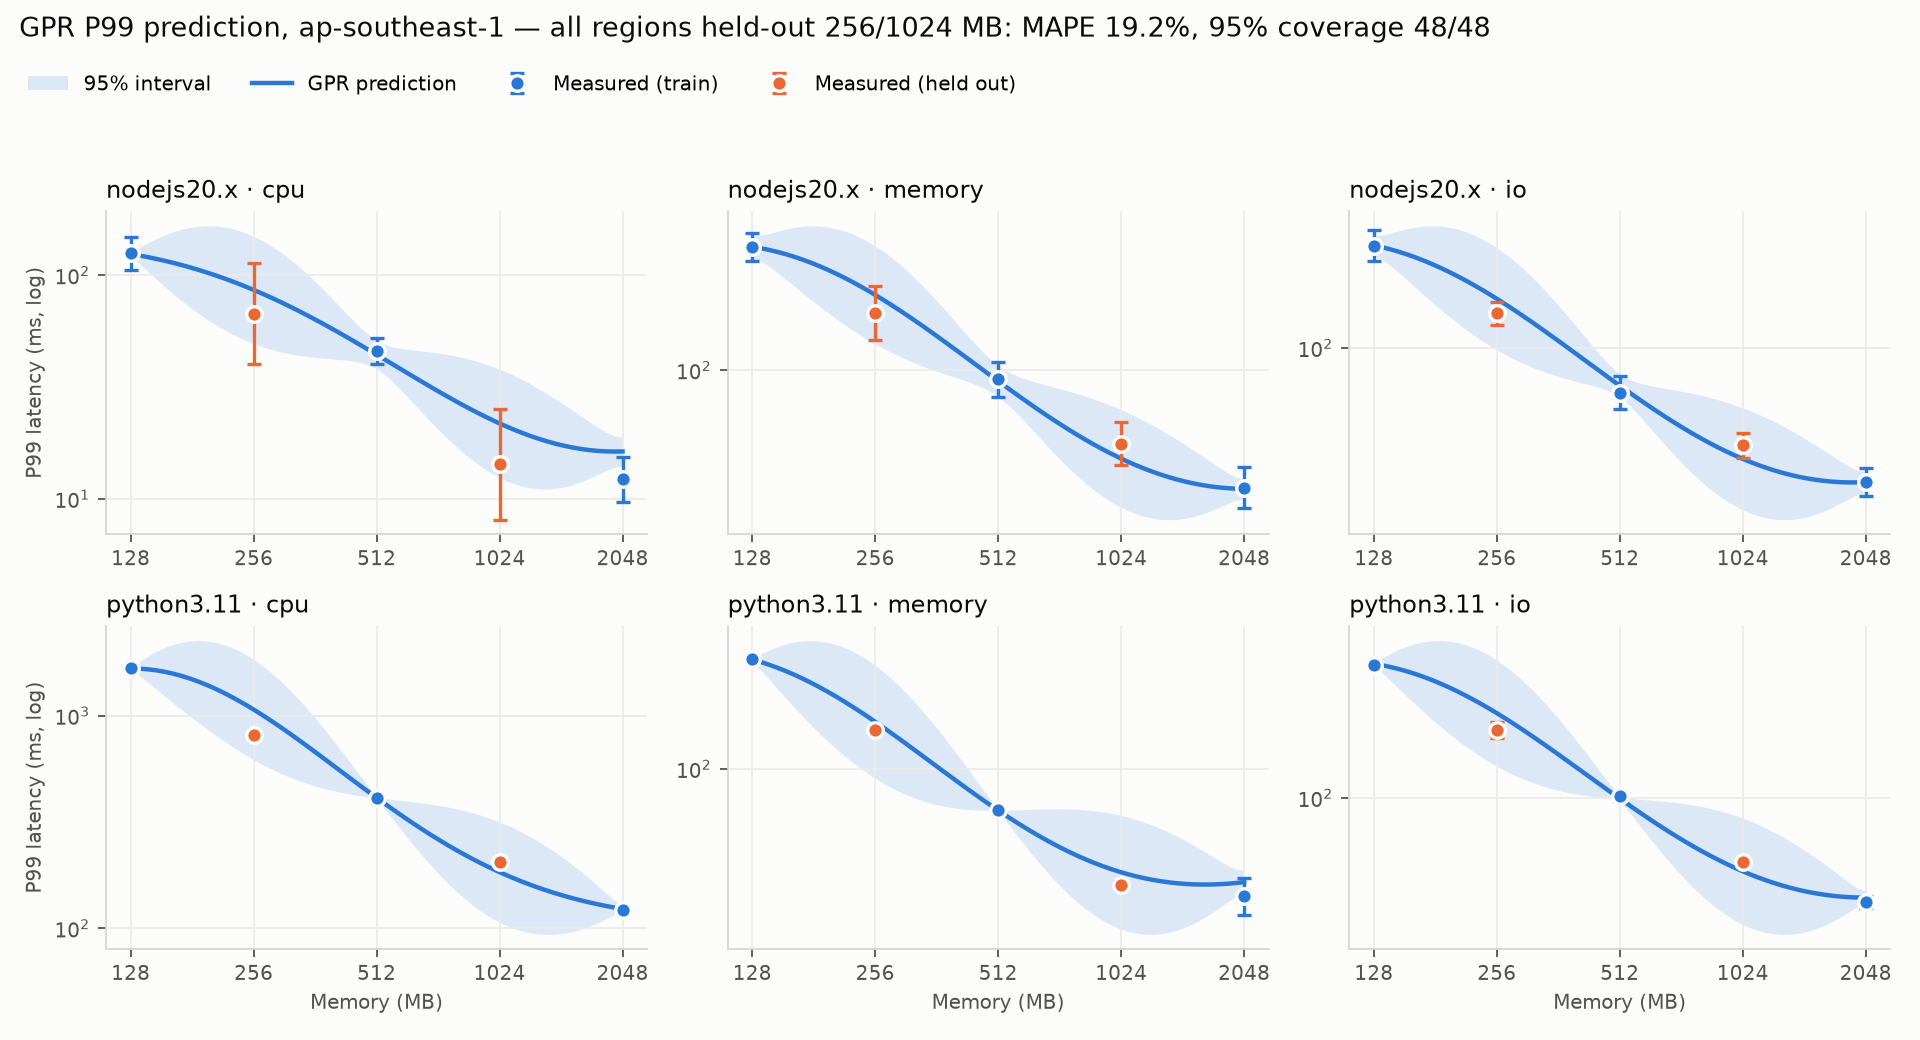 GPR P99 prediction, ap-southeast-1 — all regions held-out 256/1024 MB: MAPE 19.2%, 95% coverage 48/48
95% interval GPR prediction Measured (train) Measured (held out)
nodejs20.x · cpu
P99 latency (ms, log)
10²
10¹
128 256 512 1024 2048
nodejs20.x · memory
10²
128 256 512 1024 2048
nodejs20.x · io
10²
128 256 512 1024 2048
python3.11 · cpu
P99 latency (ms, log)
10³
10²
128 256 512 1024 2048
Memory (MB)
python3.11 · memory
10²
128 256 512 1024 2048
Memory (MB)
python3.11 · io
10²
128 256 512 1024 2048
Memory (MB)